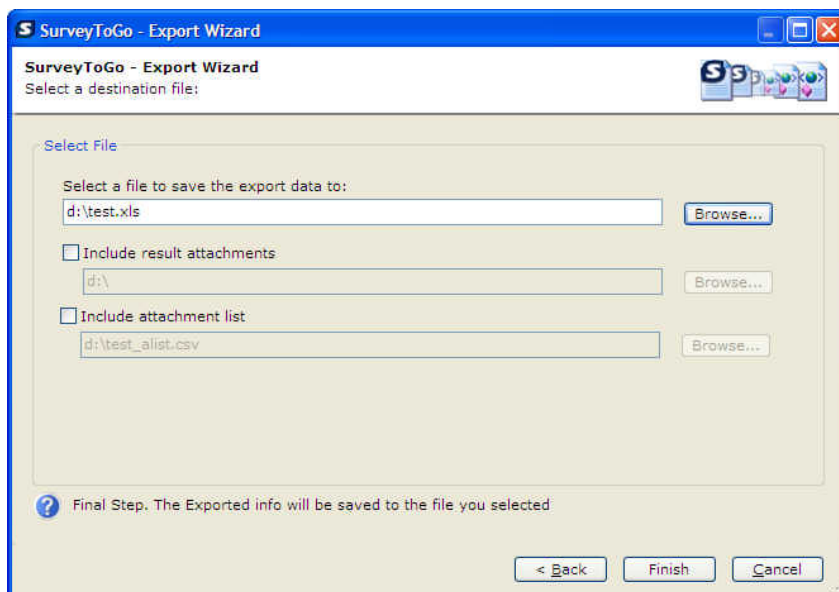 SurveyToGo - Export Wizard
SurveyToGo - Export Wizard
Select a destination file:
Select File
Select a file to save the export data to:
d:\test.xls
Browse...
Include result attachments
d:\
Browse...
Include attachment list
d:\test_alist.csv
Browse...
Final Step. The Exported info will be saved to the file you selected
< Back
Finish
Cancel